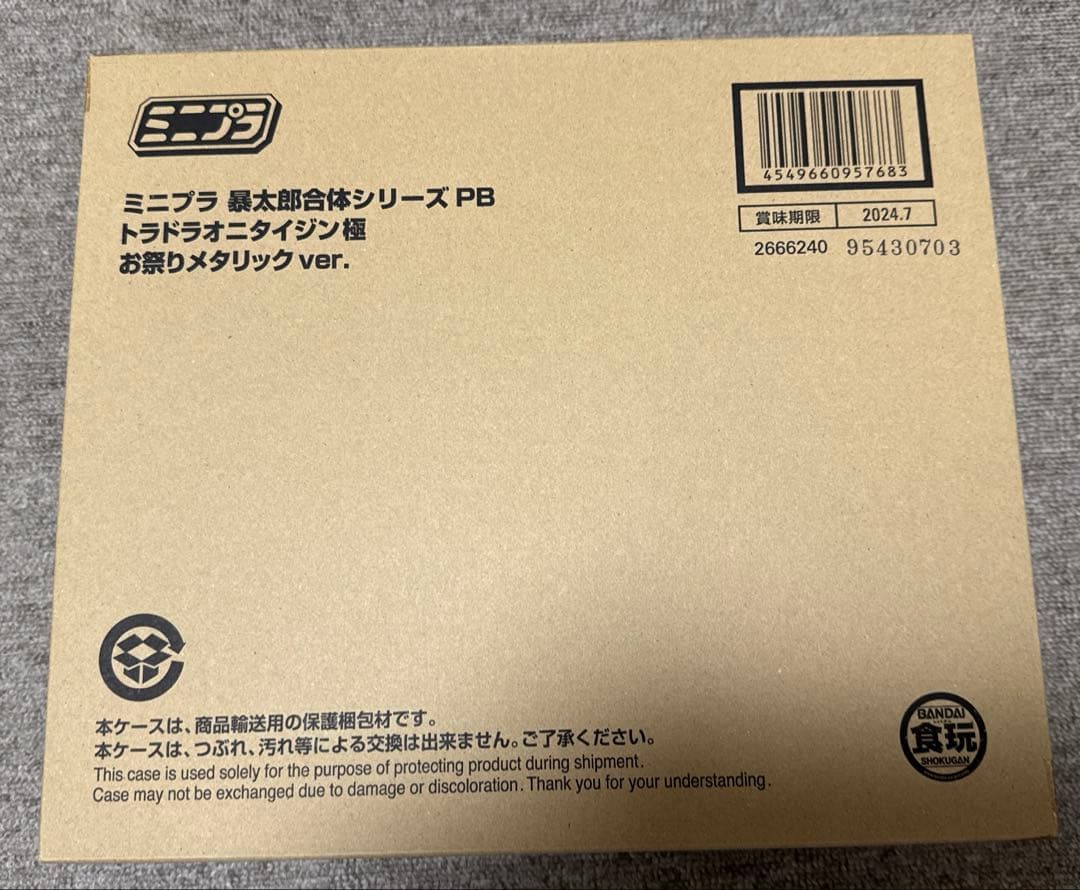 ミニプラ
ミニプラ 暴太郎合体シリーズ PB
トラドラオニタイジン極
お祭りメタリックver.
4549660957683
賞味期限 2024.7
2666240 95430703
本ケースは、商品輸送用の保護梱包材です。
本ケースは、つぶれ、汚れ等による交換は出来ません。ご了承ください。
This case is used solely for the purpose of protecting product during shipment.
Case may not be exchanged due to damage or discoloration. Thank you for your understanding.
BANDAI
食玩
SHOKUGAN